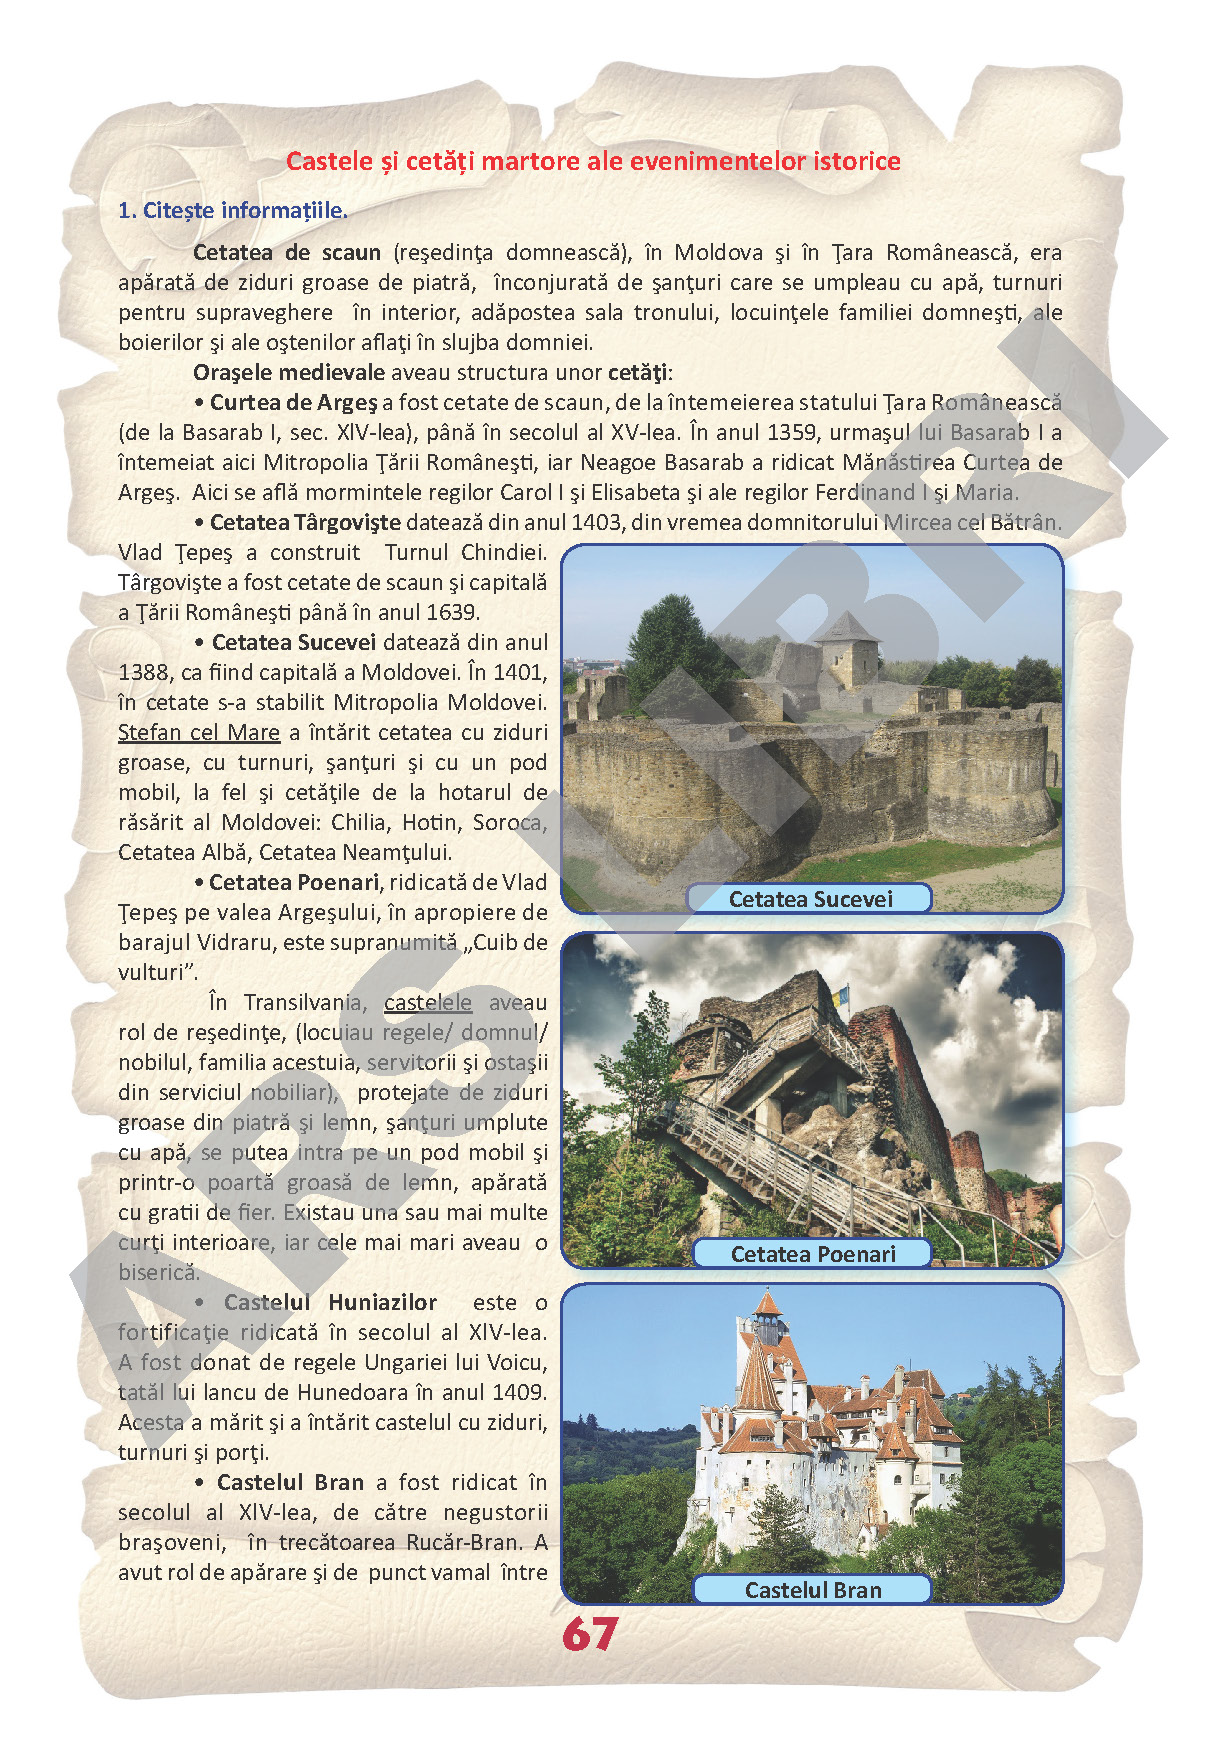 Castele și cetăți martore ale evenimentelor istorice
1. Citește informațiile.
Cetatea de scaun (reşedinţa domnească), în Moldova şi în Ţara Românească, era
apărată de ziduri groase de piatră, înconjurată de şanţuri care se umpleau cu apă, turnuri
pentru supraveghere în interior, adăpostea sala tronului, locuinţele familiei domneşti, ale
boierilor şi ale oştenilor aflaţi în slujba domniei.
Oraşele medievale aveau structura unor cetăţi:
• Curtea de Argeş a fost cetate de scaun, de la întemeierea statului Ţara Românească
(de la Basarab I, sec. XlV-lea), până în secolul al XV-lea. În anul 1359, urmaşul lui Basarab I a
întemeiat aici Mitropolia Ţării Româneşti, iar Neagoe Basarab a ridicat Mănăstirea Curtea de
Argeş. Aici se află mormintele regilor Carol I şi Elisabeta şi ale regilor Ferdinand I şi Maria.
• Cetatea Târgovişte datează din anul 1403, din vremea domnitorului Mircea cel Bătrân.
Vlad Ţepeş a construit Turnul Chindiei.
Târgovişte a fost cetate de scaun şi capitală
a Ţării Româneşti până în anul 1639.
• Cetatea Sucevei datează din anul
1388, ca fiind capitală a Moldovei. În 1401,
în cetate s-a stabilit Mitropolia Moldovei.
Ştefan cel Mare a întărit cetatea cu ziduri
groase, cu turnuri, şanţuri şi cu un pod
mobil, la fel şi cetăţile de la hotarul de
răsărit al Moldovei: Chilia, Hotin, Soroca,
Cetatea Albă, Cetatea Neamţului.
• Cetatea Poenari, ridicată de Vlad
Ţepeş pe valea Argeşului, în apropiere de
barajul Vidraru, este supranumită „Cuib de
vulturi”.
În Transilvania, castelele aveau
rol de reşedinţe, (locuiau regele/ domnul/
nobilul, familia acestuia, servitorii şi ostaşii
din serviciul nobiliar), protejate de ziduri
groase din piatră şi lemn, şanţuri umplute
cu apă, se putea intra pe un pod mobil şi
printr-o poartă groasă de lemn, apărată
cu gratii de fier. Existau una sau mai multe
curţi interioare, iar cele mai mari aveau o
biserică.
• Castelul Huniazilor este o
fortificaţie ridicată în secolul al XlV-lea.
A fost donat de regele Ungariei lui Voicu,
tatăl lui Iancu de Hunedoara în anul 1409.
Acesta a mărit şi a întărit castelul cu ziduri,
turnuri şi porţi.
• Castelul Bran a fost ridicat în
secolul al XlV-lea, de către negustorii
braşoveni, în trecătoarea Rucăr-Bran. A
avut rol de apărare şi de punct vamal între
Cetatea Sucevei
Cetatea Poenari
Castelul Bran
67
ARS LIBRI